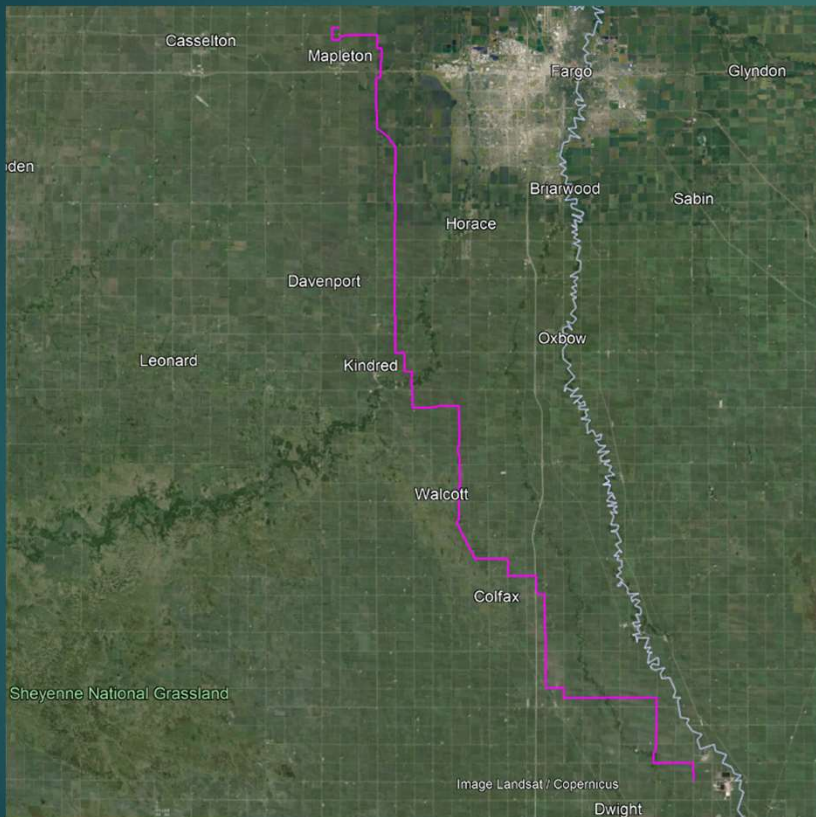 Casselton
Mapleton
Fargo
Glyndon
oden
Briarwood
Sabin
Horace
Davenport
Oxbow
Leonard
Kindred
Walcott
Colfax
Sheyenne National Grassland
Image Landsat / Copernicus
Dwight